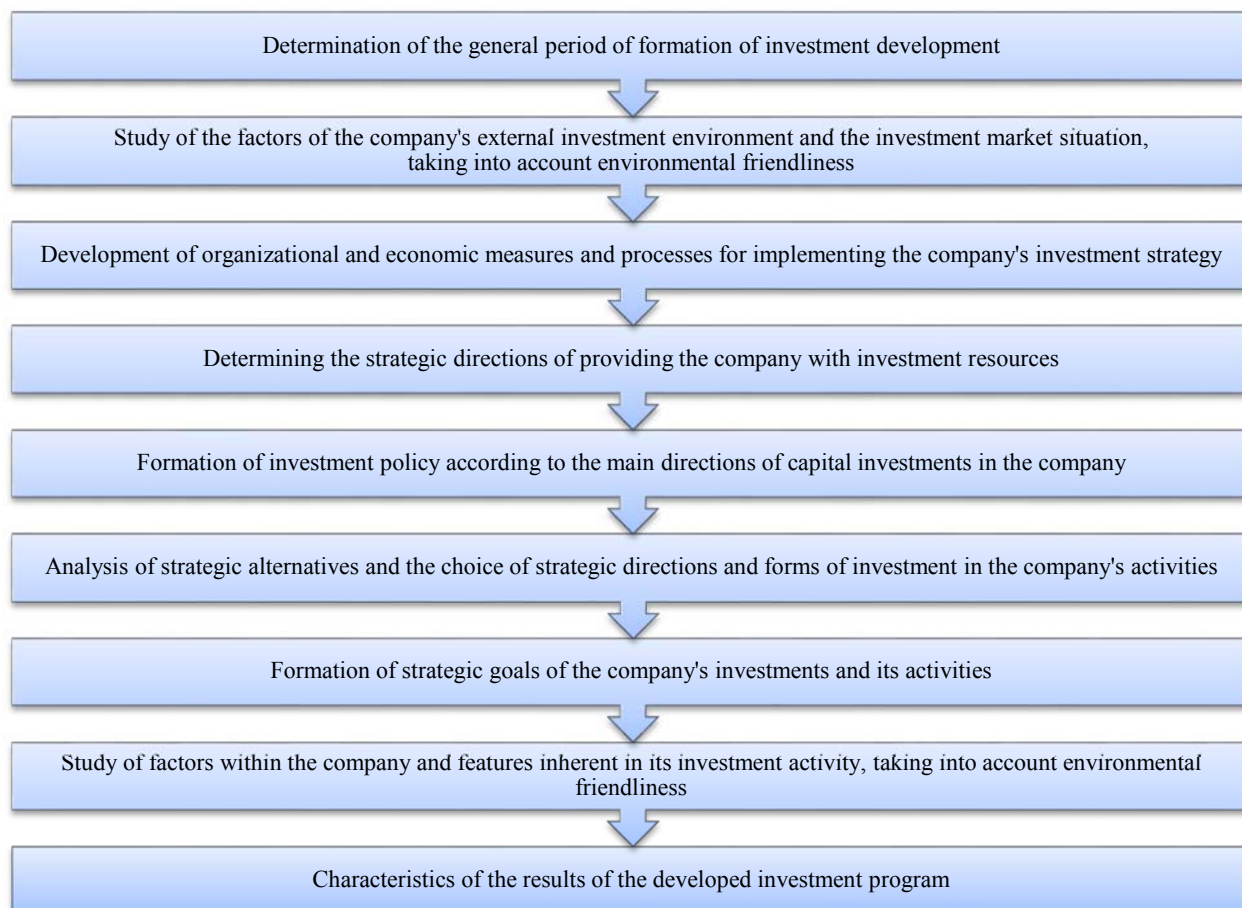 Determination of the general period of formation of investment development
Study of the factors of the company's external investment environment and the investment market situation,
taking into account environmental friendliness
Development of organizational and economic measures and processes for implementing the company's investment strategy
Determining the strategic directions of providing the company with investment resources
Formation of investment policy according to the main directions of capital investments in the company
Analysis of strategic alternatives and the choice of strategic directions and forms of investment in the company's activities
Formation of strategic goals of the company's investments and its activities
Study of factors within the company and features inherent in its investment activity, taking into account environmental
friendliness
Characteristics of the results of the developed investment program